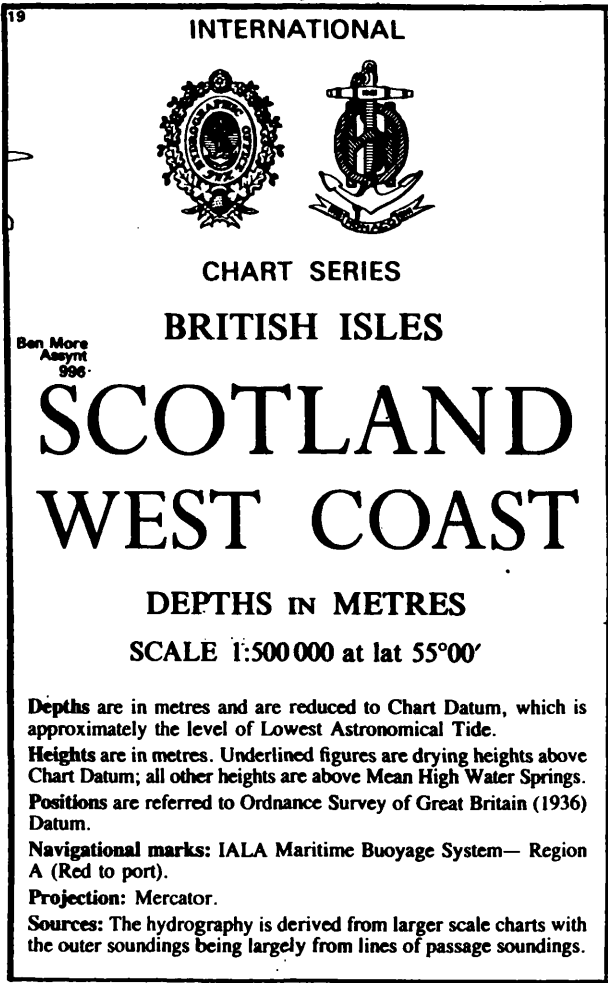 19
INTERNATIONAL
HYDROGRAPHIC OFFICE
MONACO
CHART SERIES
BRITISH ISLES
Ben More
Assynt
996
SCOTLAND
WEST COAST
DEPTHS IN METRES
SCALE 1:500 000 at lat 55°00′
Depths are in metres and are reduced to Chart Datum, which is
approximately the level of Lowest Astronomical Tide.
Heights are in metres. Underlined figures are drying heights above
Chart Datum; all other heights are above Mean High Water Springs.
Positions are referred to Ordnance Survey of Great Britain (1936)
Datum.
Navigational marks: IALA Maritime Buoyage System— Region
A (Red to port).
Projection: Mercator.
Sources: The hydrography is derived from larger scale charts with
the outer soundings being largely from lines of passage soundings.